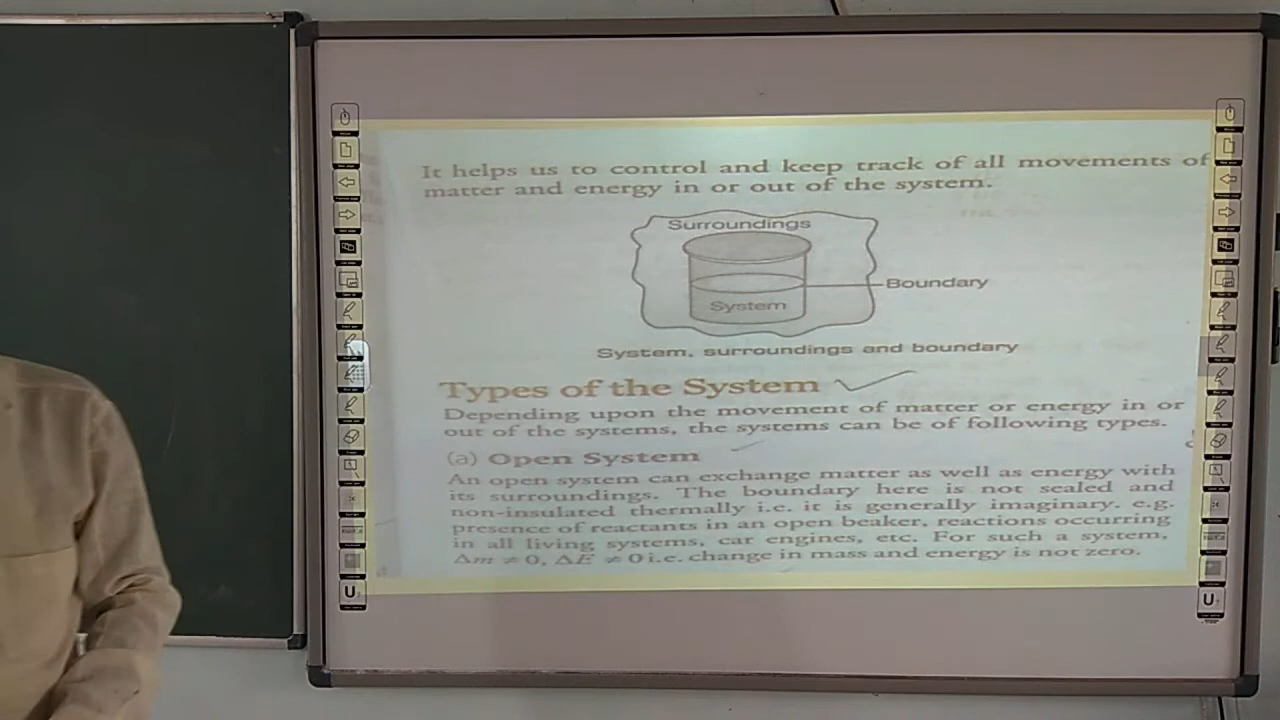 It helps us to control and keep track of all movements of
matter and energy in or out of the system.
Surroundings
Boundary
System
System, surroundings and boundary
Types of the System
Depending upon the movement of matter or energy in or
out of the systems, the systems can be of following types.
(a) Open System
An open system can exchange matter as well as energy with
its surroundings. The boundary here is not sealed and
non-insulated thermally i.e. it is generally imaginary. e.g.
presence of reactants in an open beaker, reactions occurring
in all living systems, car engines, etc. For such a system,
Δm ≠ 0, ΔE ≠ 0 i.e. change in mass and energy is not zero.